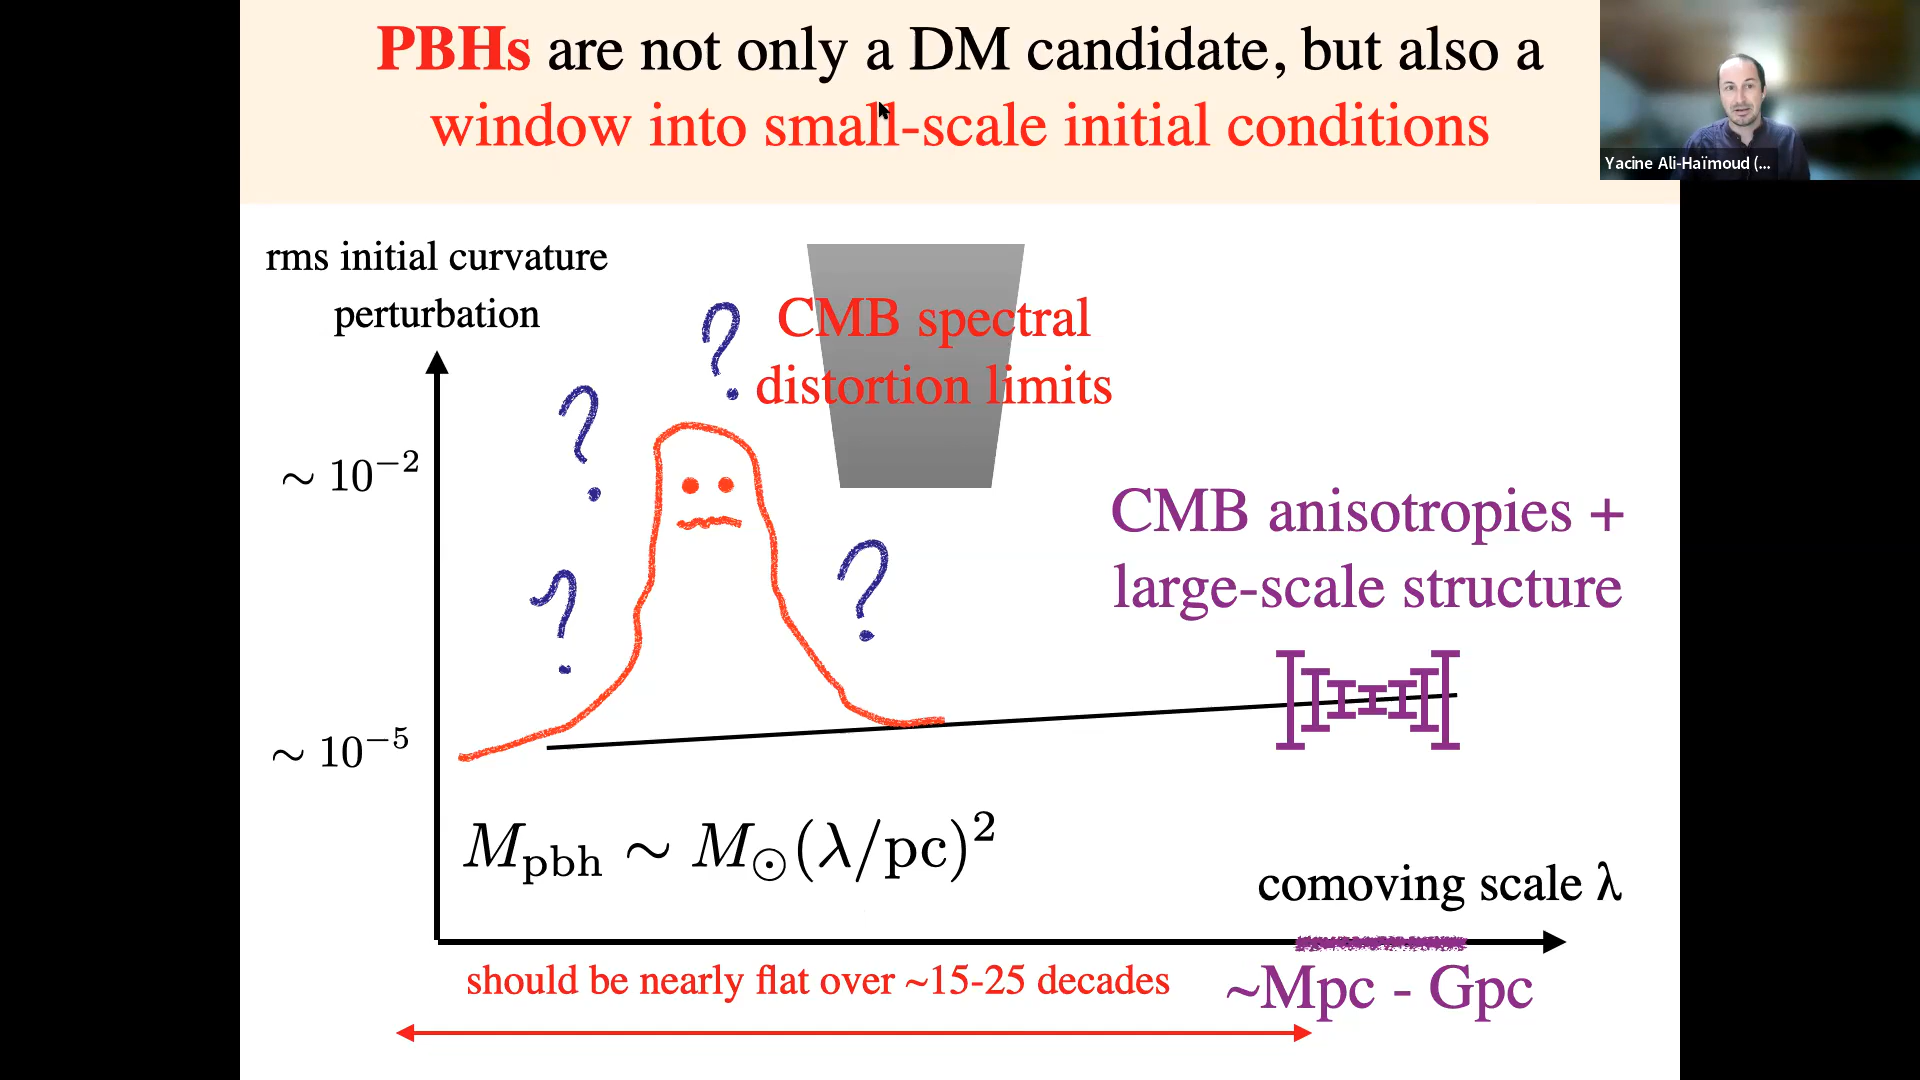 PBHs are not only a DM candidate, but also a
window into small-scale initial conditions
Yacine Ali-Haïmoud (...
rms initial curvature
perturbation
?
?
?
?
CMB spectral
distortion limits
~ 10⁻²
CMB anisotropies +
large-scale structure
~ 10⁻⁵
M_pbh ~ M_⊙(λ/pc)²
comoving scale λ
should be nearly flat over ~15-25 decades
~Mpc - Gpc